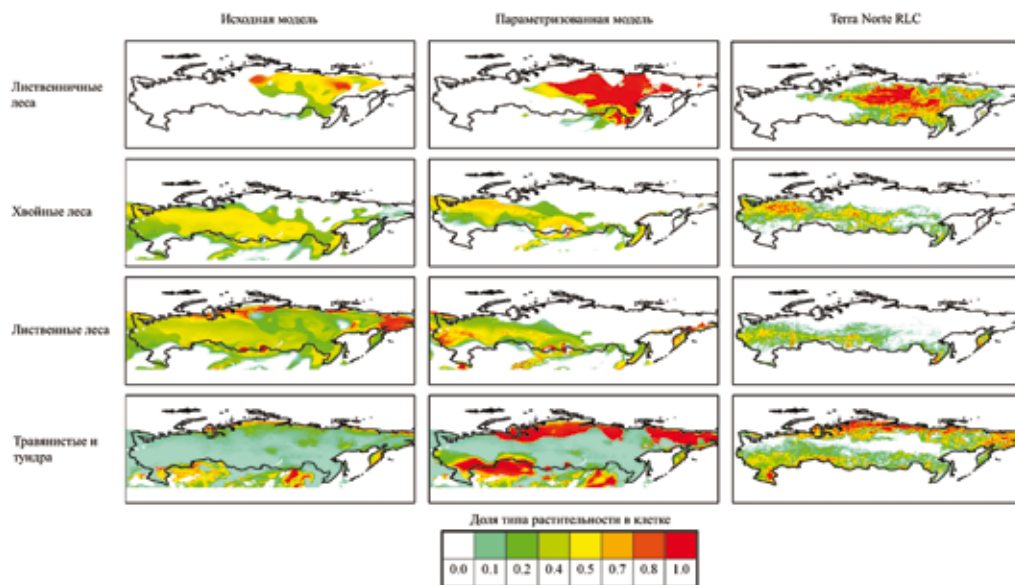 Исходная модель
Параметризованная модель
Terra Norte RLC
Лиственничные
леса
Хвойные леса
Лиственные леса
Травянистые и
тундра
Доля типа растительности в клетке
0.0 0.1 0.2 0.4 0.5 0.7 0.8 1.0